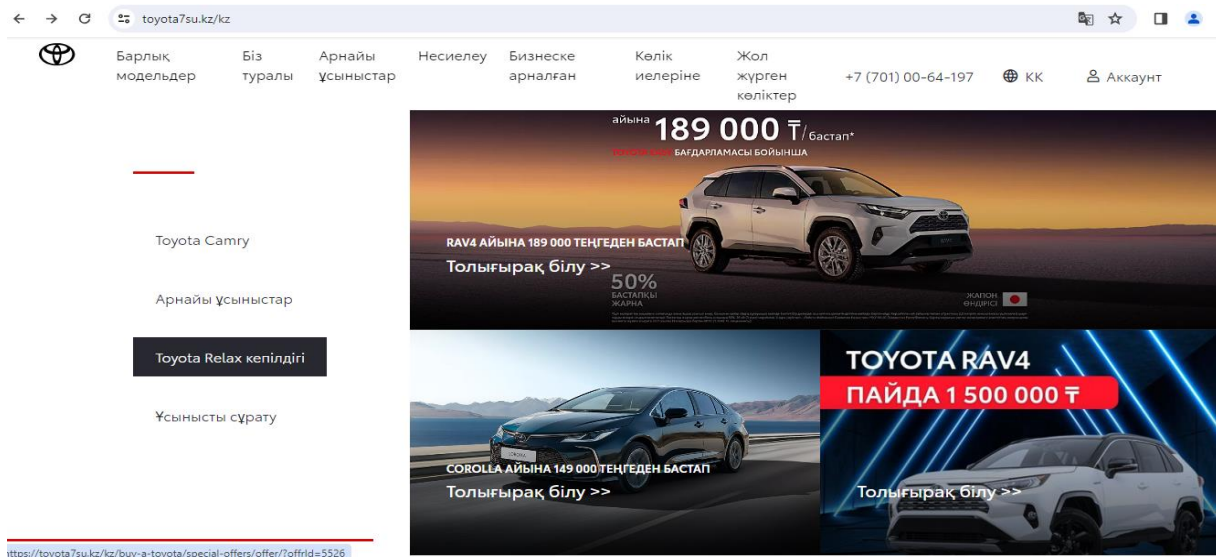 toyota7su.kz/kz
Барлық
модельдер
Біз
туралы
Арнайы
ұсыныстар
Несиелеу
Бизнеске
арналған
Көлік
иелеріне
Жол
жүрген
көліктер
+7 (701) 00-64-197
KK
Аккаунт
айына 189 000 ₸/бастап*
БАҒДАРЛАМАСЫ БОЙЫНША
RAV4 АЙЫНА 189 000 ТЕҢГЕДЕН БАСТАП
Толығырақ білу >>
50%
БАСТАПҚЫ
ЖАРНА
ЖАПОН
ӨНДІРІСІ
Toyota Camry
Арнайы ұсыныстар
Toyota Relax кепілдігі
Ұсынысты сұрату
COROLLA
COROLLA АЙЫНА 149 000 ТЕҢГЕДЕН БАСТАП
Толығырақ білу >>
TOYOTA RAV4
ПАЙДА 1 500 000 ₸
Толығырақ білу >>
https://toyota7su.kz/kz/buy-a-toyota/special-offers/offer/?offrId=5526